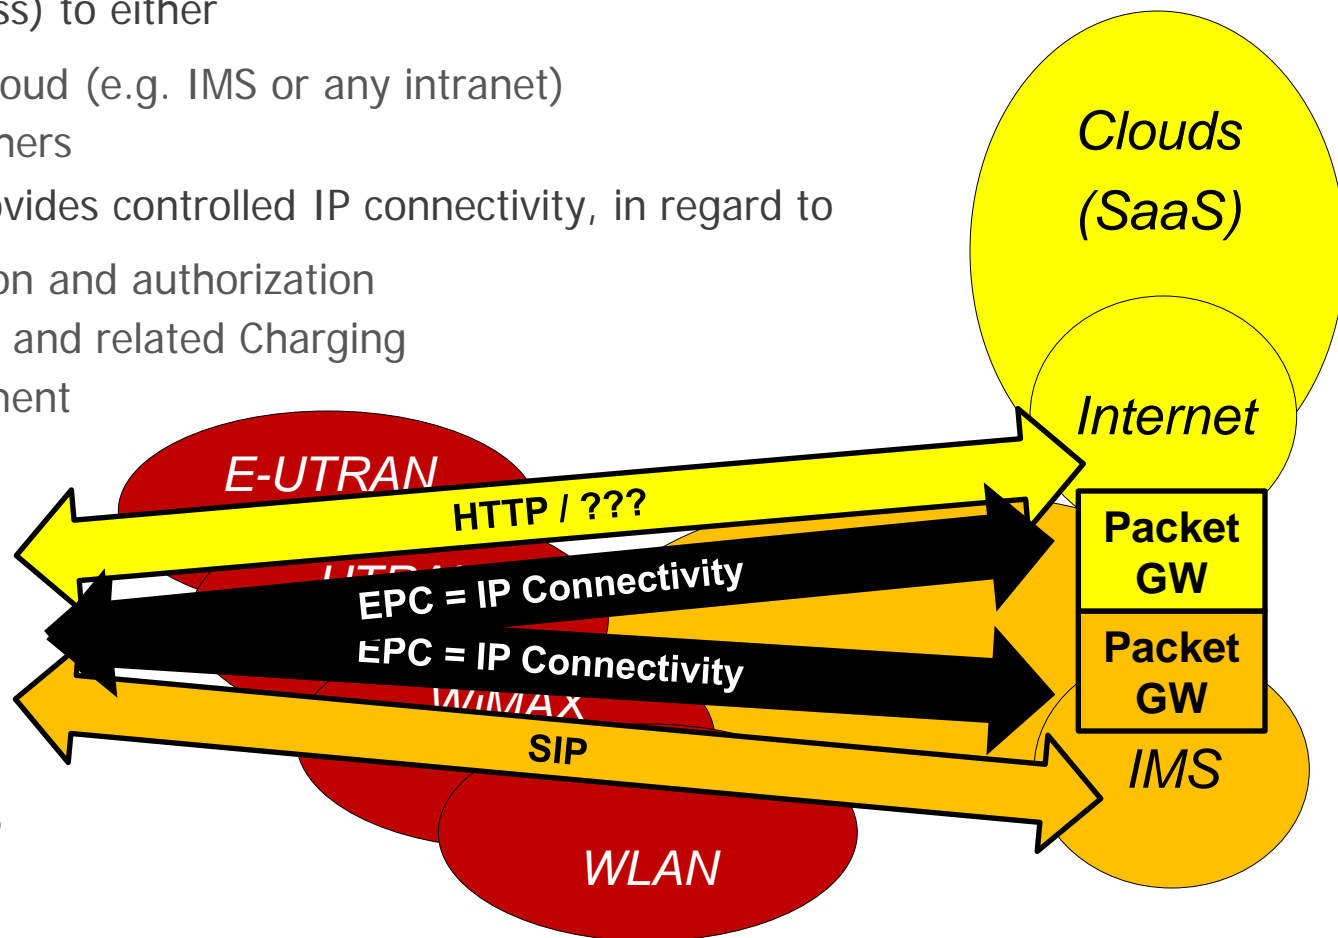 ss) to either
oud (e.g. IMS or any intranet)
ners
ovides controlled IP connectivity, in regard to
on and authorization
and related Charging
nent
Clouds
(SaaS)
Internet
E-UTRAN
HTTP / ???
Packet
GW
EPC = IP Connectivity
EPC = IP Connectivity
Packet
GW
WiMAX
SIP
IMS
WLAN